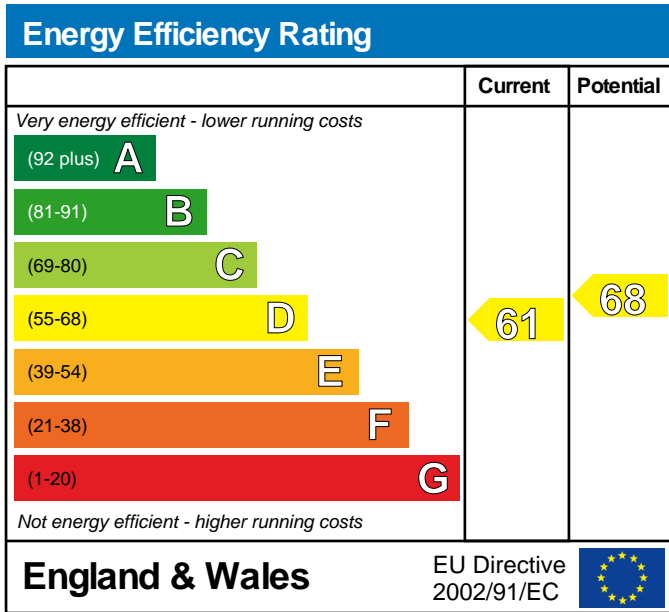 Energy Efficiency Rating
Current Potential
Very energy efficient - lower running costs
(92 plus) A
(81-91) B
(69-80) C
(55-68) D
61 68
(39-54) E
(21-38) F
(1-20) G
Not energy efficient - higher running costs
England & Wales
EU Directive
2002/91/EC